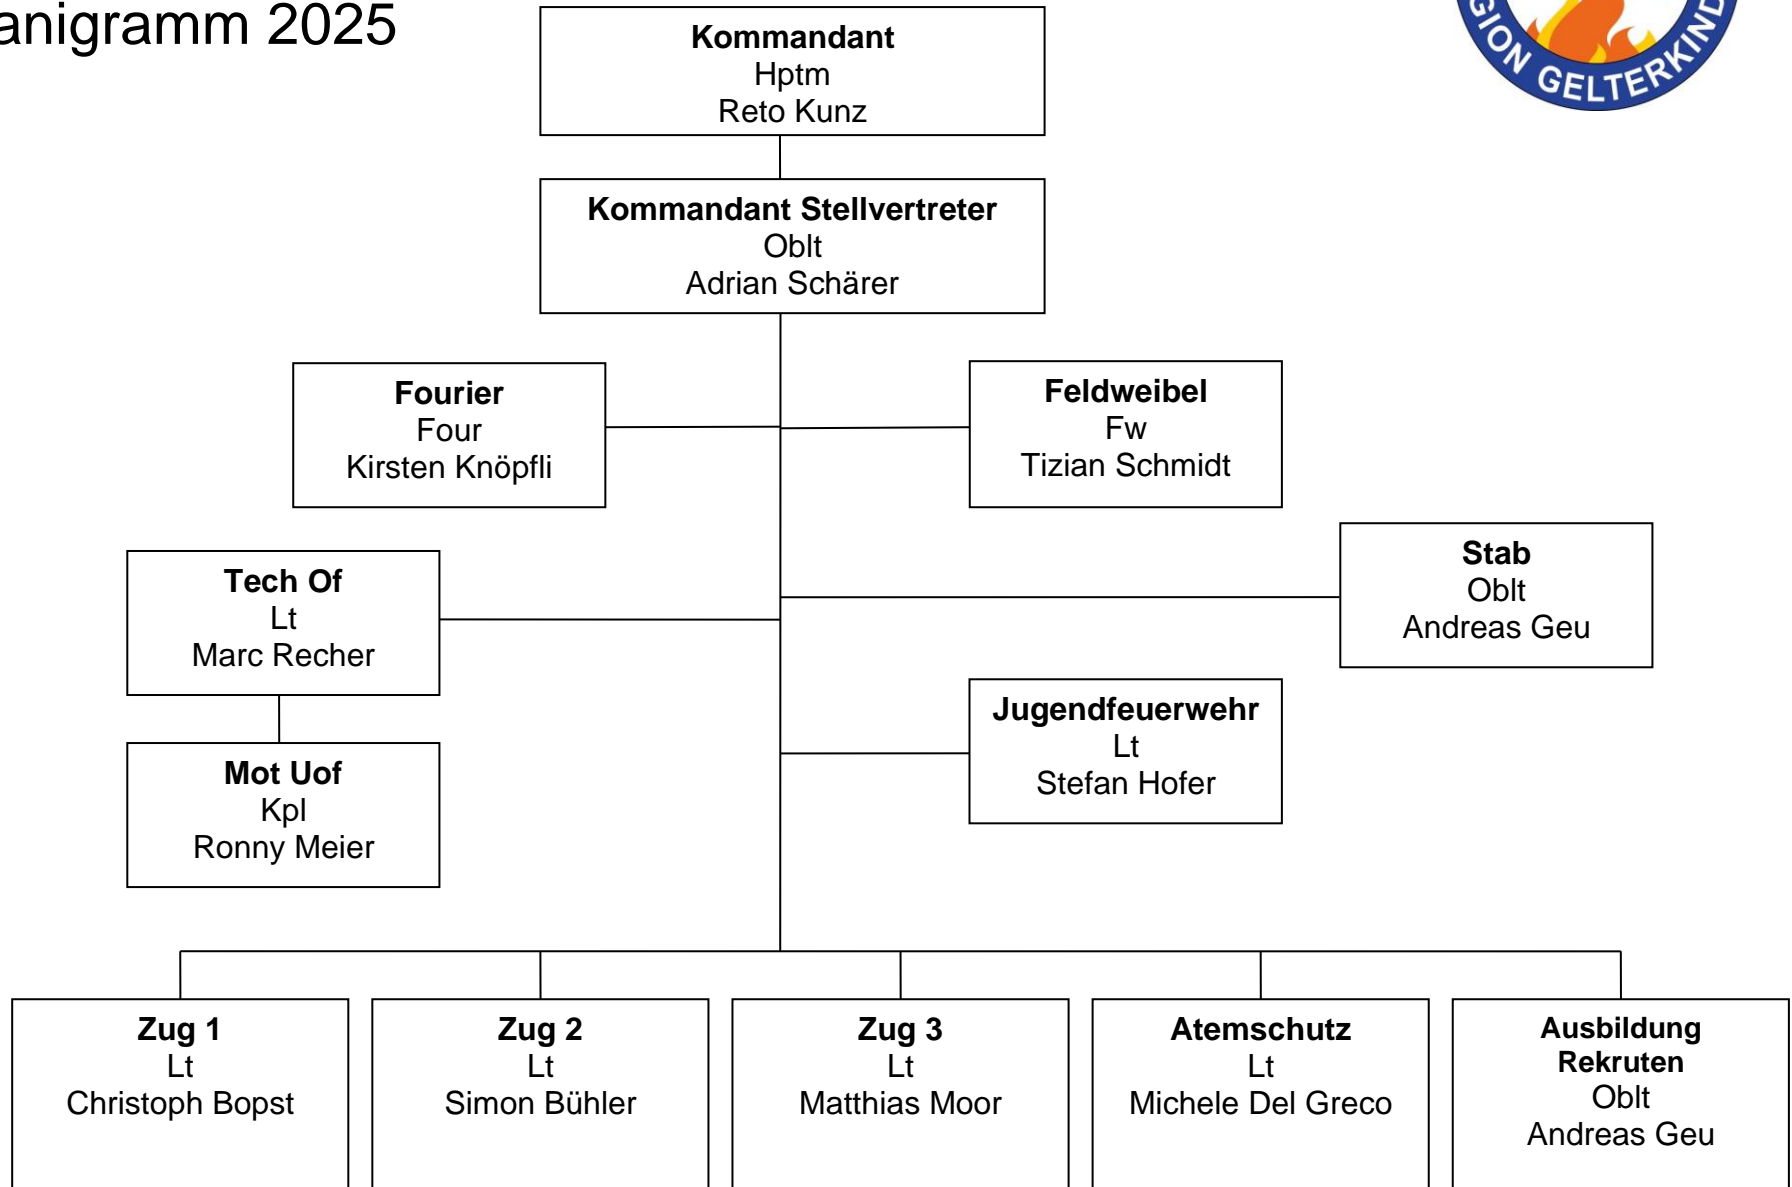 anigramm 2025
GION GELTERKIND
Kommandant
Hptm
Reto Kunz
Kommandant Stellvertreter
Oblt
Adrian Schärer
Fourier
Four
Kirsten Knöpfli
Feldweibel
Fw
Tizian Schmidt
Tech Of
Lt
Marc Recher
Stab
Oblt
Andreas Geu
Jugendfeuerwehr
Lt
Stefan Hofer
Mot Uof
Kpl
Ronny Meier
Zug 1
Lt
Christoph Bopst
Zug 2
Lt
Simon Bühler
Zug 3
Lt
Matthias Moor
Atemschutz
Lt
Michele Del Greco
Ausbildung
Rekruten
Oblt
Andreas Geu